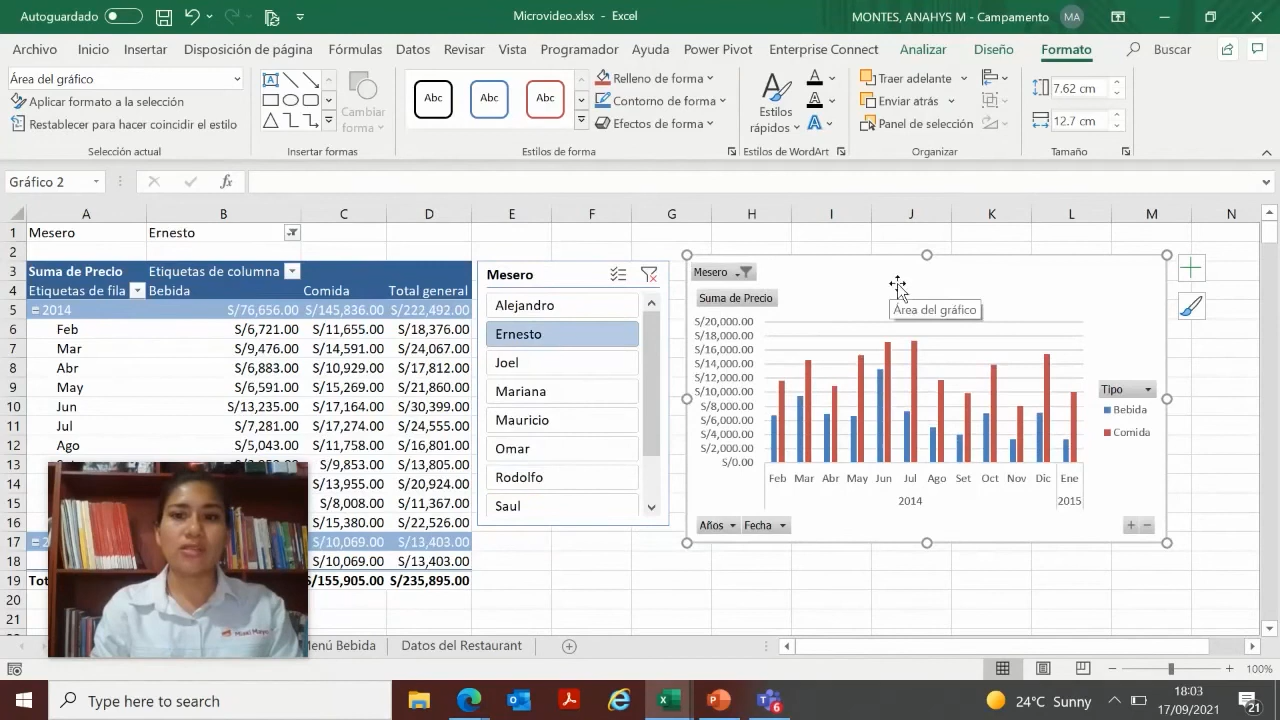 Autoguardado
Microvideo.xlsx - Excel
MONTES, ANAHYS M - Campamento
MA
Archivo Inicio Insertar Disposición de página Fórmulas Datos Revisar Vista Programador Ayuda Power Pivot Enterprise Connect Analizar Diseño Formato Buscar
Área del gráfico
Aplicar formato a la selección
Restablecer para hacer coincidir el estilo
Selección actual
Cambiar
forma
Insertar formas
Abc Abc Abc
Relleno de forma
Contorno de forma
Efectos de forma
Estilos de forma
Estilos
rápidos
Estilos de WordArt
Traer adelante
Enviar atrás
Panel de selección
Organizar
7.62 cm
12.7 cm
Tamaño
Gráfico 2
fx
A B C D E F G H I J K L M N
1 Mesero Ernesto
2
3 Suma de Precio Etiquetas de columna
4 Etiquetas de fila Bebida Comida Total general
5 2014 S/76,656.00 S/145,836.00 S/222,492.00
6 Feb S/6,721.00 S/11,655.00 S/18,376.00
7 Mar S/9,476.00 S/14,591.00 S/24,067.00
8 Abr S/6,883.00 S/10,929.00 S/17,812.00
9 May S/6,591.00 S/15,269.00 S/21,860.00
10 Jun S/13,235.00 S/17,164.00 S/30,399.00
11 Jul S/7,281.00 S/17,274.00 S/24,555.00
12 Ago S/5,043.00 S/11,758.00 S/16,801.00
13 S/9,853.00 S/13,805.00
14 S/13,955.00 S/20,924.00
15 S/8,008.00 S/11,367.00
16 S/15,380.00 S/22,526.00
17 S/10,069.00 S/13,403.00
18 S/10,069.00 S/13,403.00
19 S/155,905.00 S/235,895.00
20
21
Mesero
Alejandro
Ernesto
Joel
Mariana
Mauricio
Omar
Rodolfo
Saul
Mesero
Suma de Precio
Área del gráfico
S/20,000.00
S/18,000.00
S/16,000.00
S/14,000.00
S/12,000.00
S/10,000.00
S/8,000.00
S/6,000.00
S/4,000.00
S/2,000.00
S/0.00
Feb Mar Abr May Jun Jul Ago Set Oct Nov Dic Ene
2014 2015
Tipo
Bebida
Comida
Años Fecha
Menú Bebida Datos del Restaurant
100%
Type here to search
6
24°C Sunny
18:03
17/09/2021
21